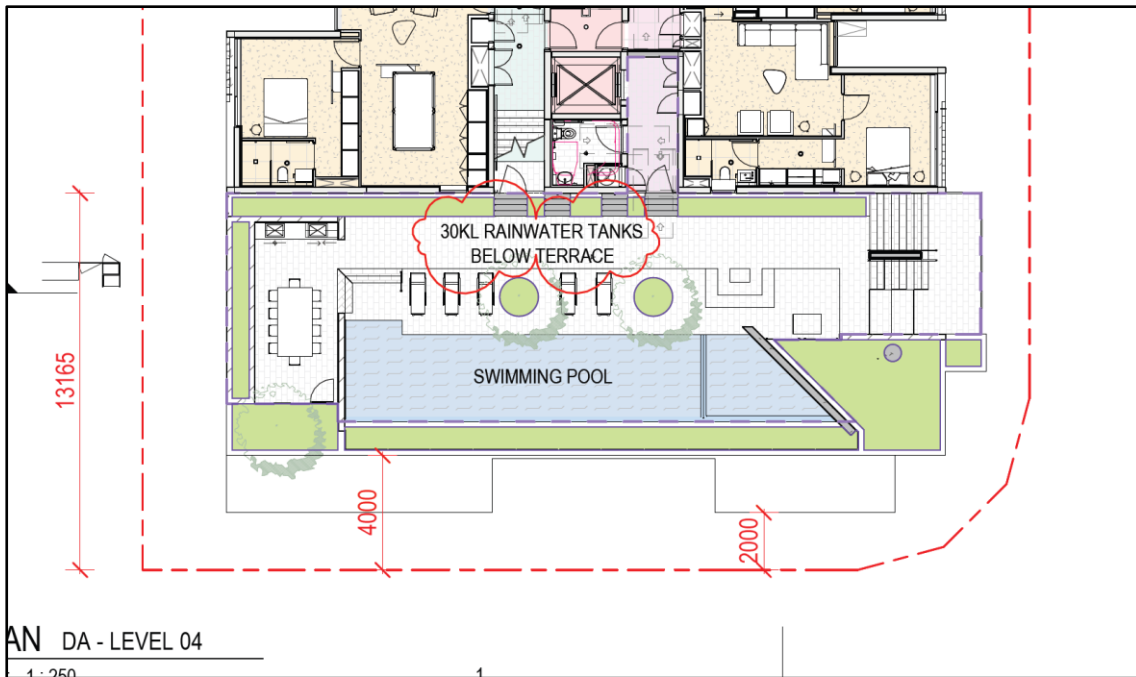 30KL RAINWATER TANKS
BELOW TERRACE
SWIMMING POOL
13165
4000
2000
AN DA - LEVEL 04
1 : 250
1